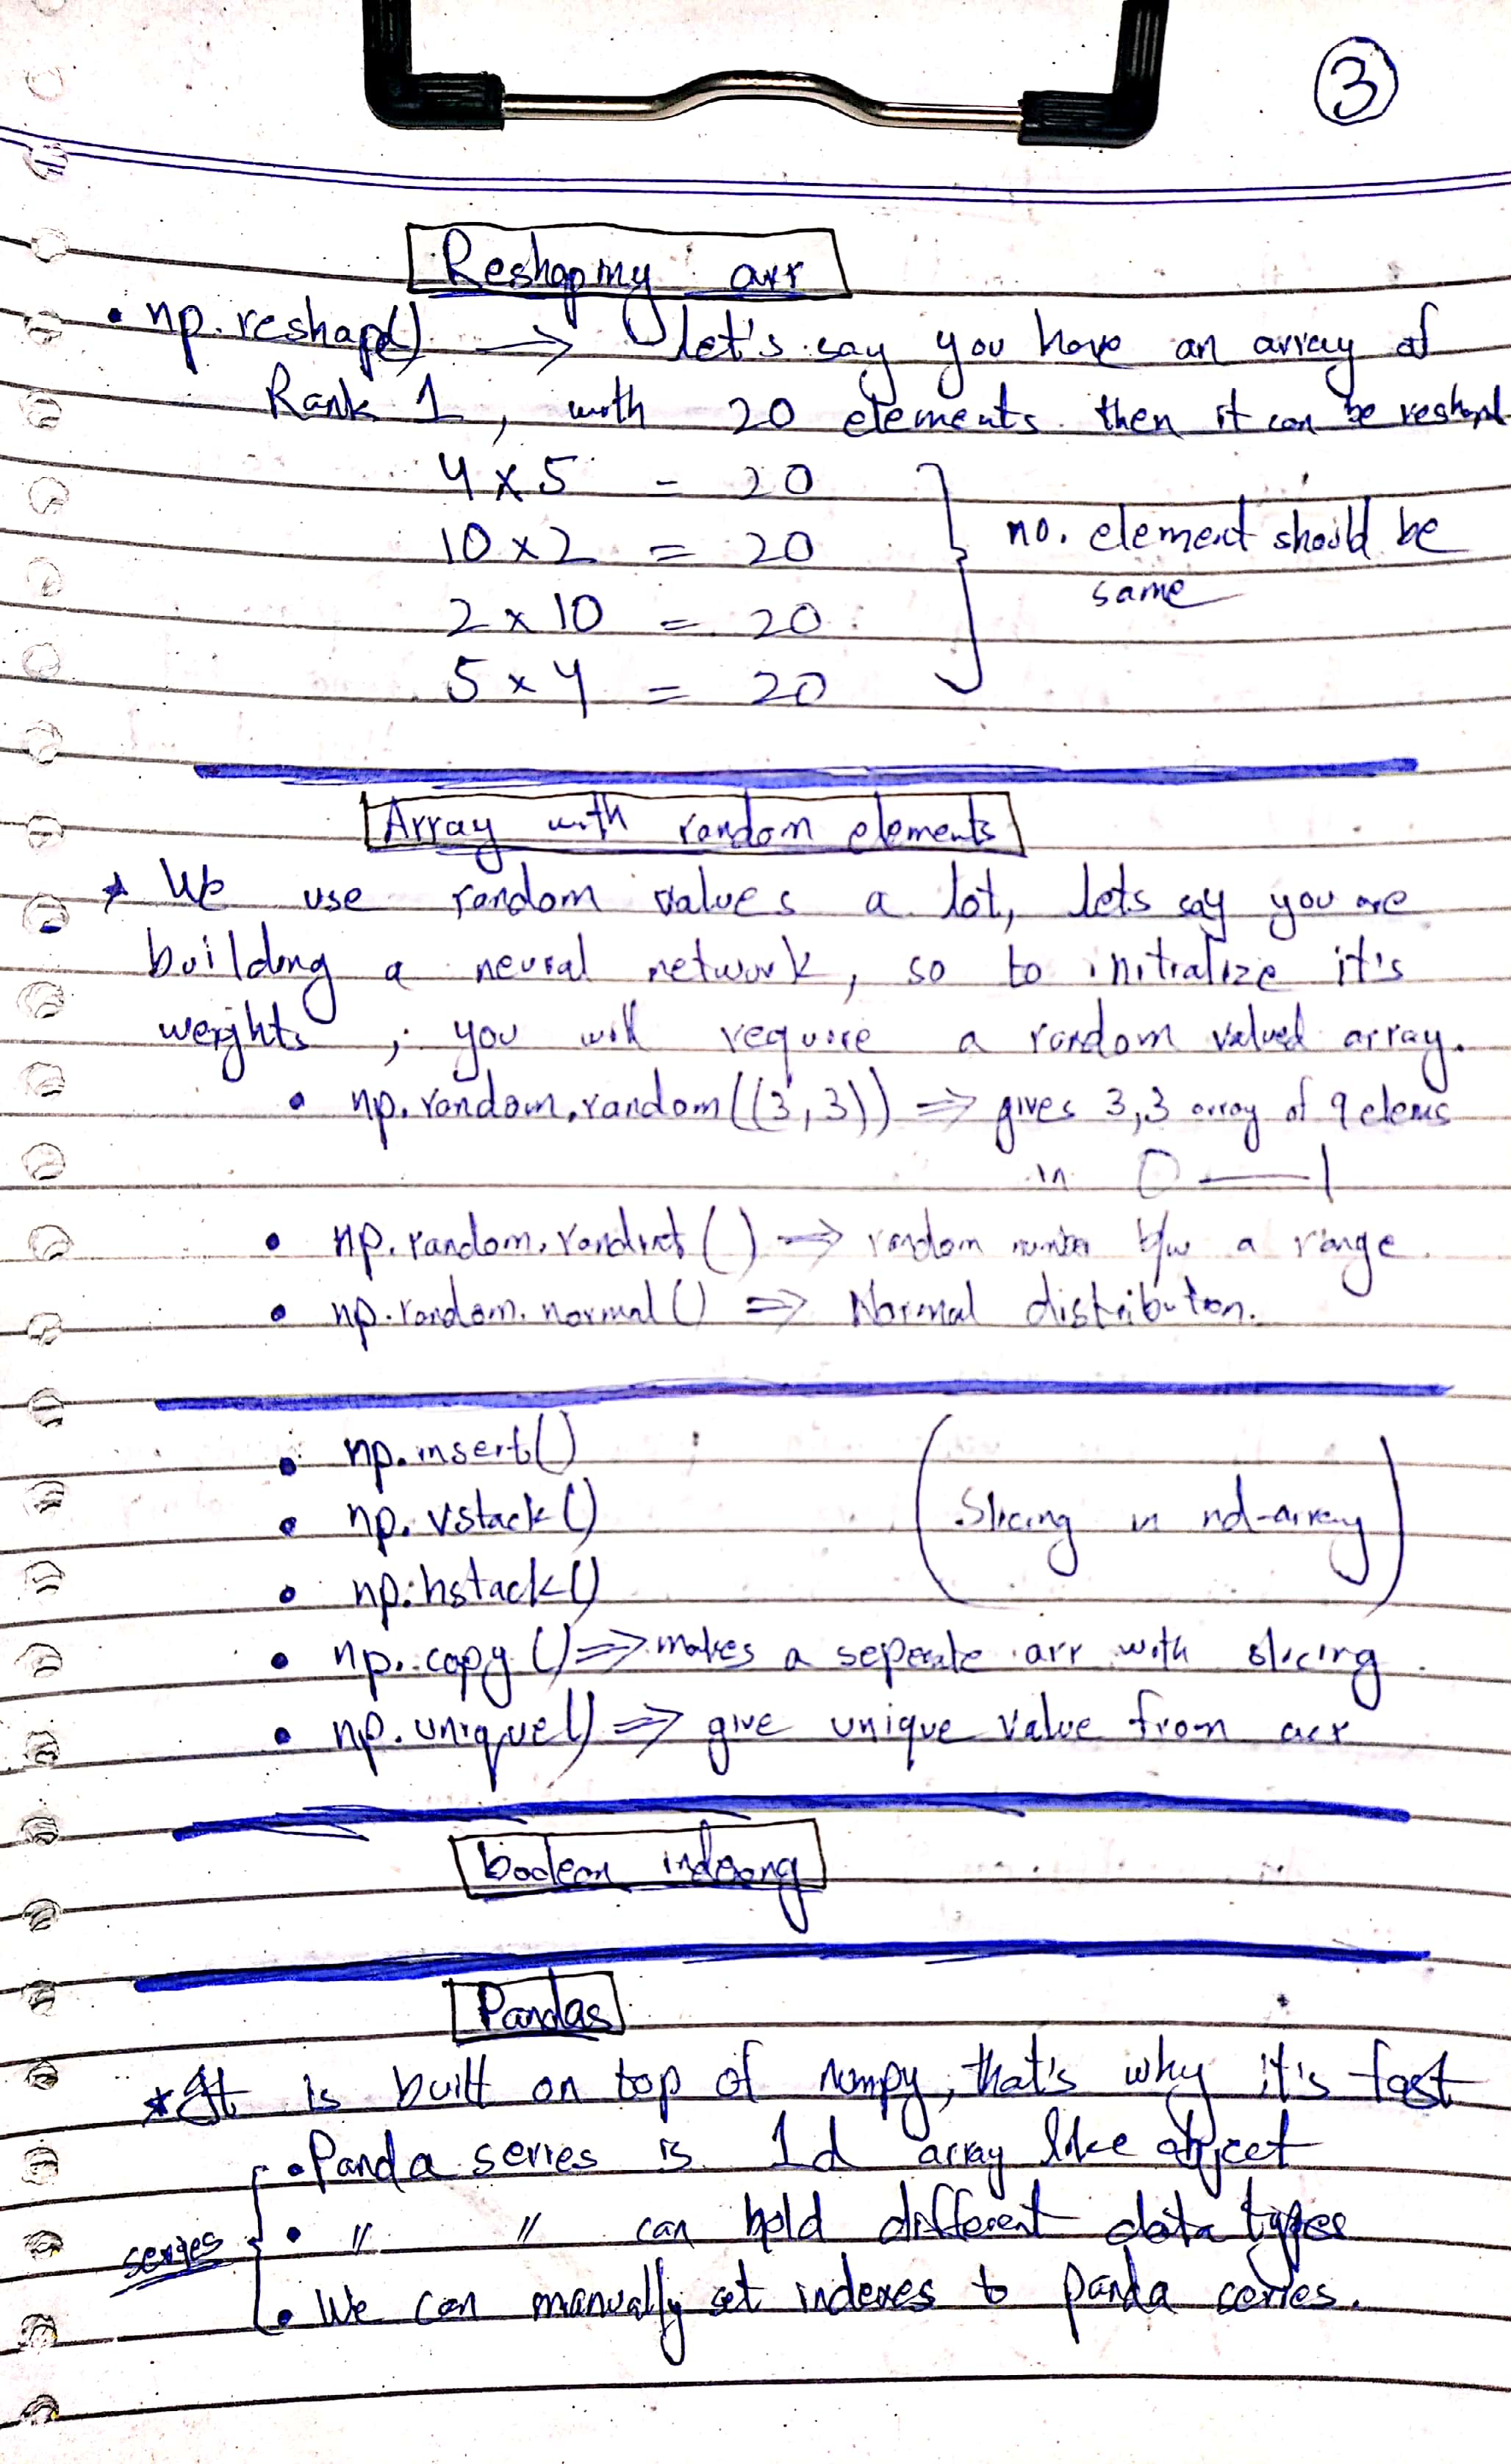 3
Reshaping arr
• np.reshape() → let's say you have an array of
Rank 1, with 20 elements then it can be reshaped
4 x 5 = 20
10 x 2 = 20
2 x 10 = 20
5 x 4 = 20
no. element should be
same
Array with random elements
* We use random values a lot, lets say you are
building a neural network, so to initialize it's
weights, you will require a random valued array.
• np.random.random((3,3)) => gives 3,3 array of 9 elems
in 0 — 1
• np.random.randint() => random number b/w a range.
• np.random.normal() => Normal distribution.
• np.insert()
• np.vstack()
(Slicing in nd-array)
• np.hstack()
• np.copy() => makes a seperate arr with slicing.
• np.unique() => give unique value from arr
boolean indexing
Pandas
* It is built on top of numpy, that's why it's fast
• Panda series is 1d array like object
series
• " " can hold different data types
• We can manually set indexes to panda series.